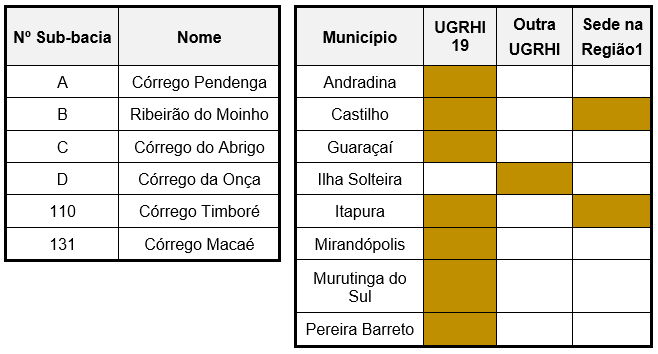 Nº Sub-bacia Nome
A Córrego Pendenga
B Ribeirão do Moinho
C Córrego do Abrigo
D Córrego da Onça
110 Córrego Timboré
131 Córrego Macaé
Município UGRHI 19 Outra UGRHI Sede na Região1
Andradina
Castilho
Guaraçaí
Ilha Solteira
Itapura
Mirandópolis
Murutinga do
Sul
Pereira Barreto